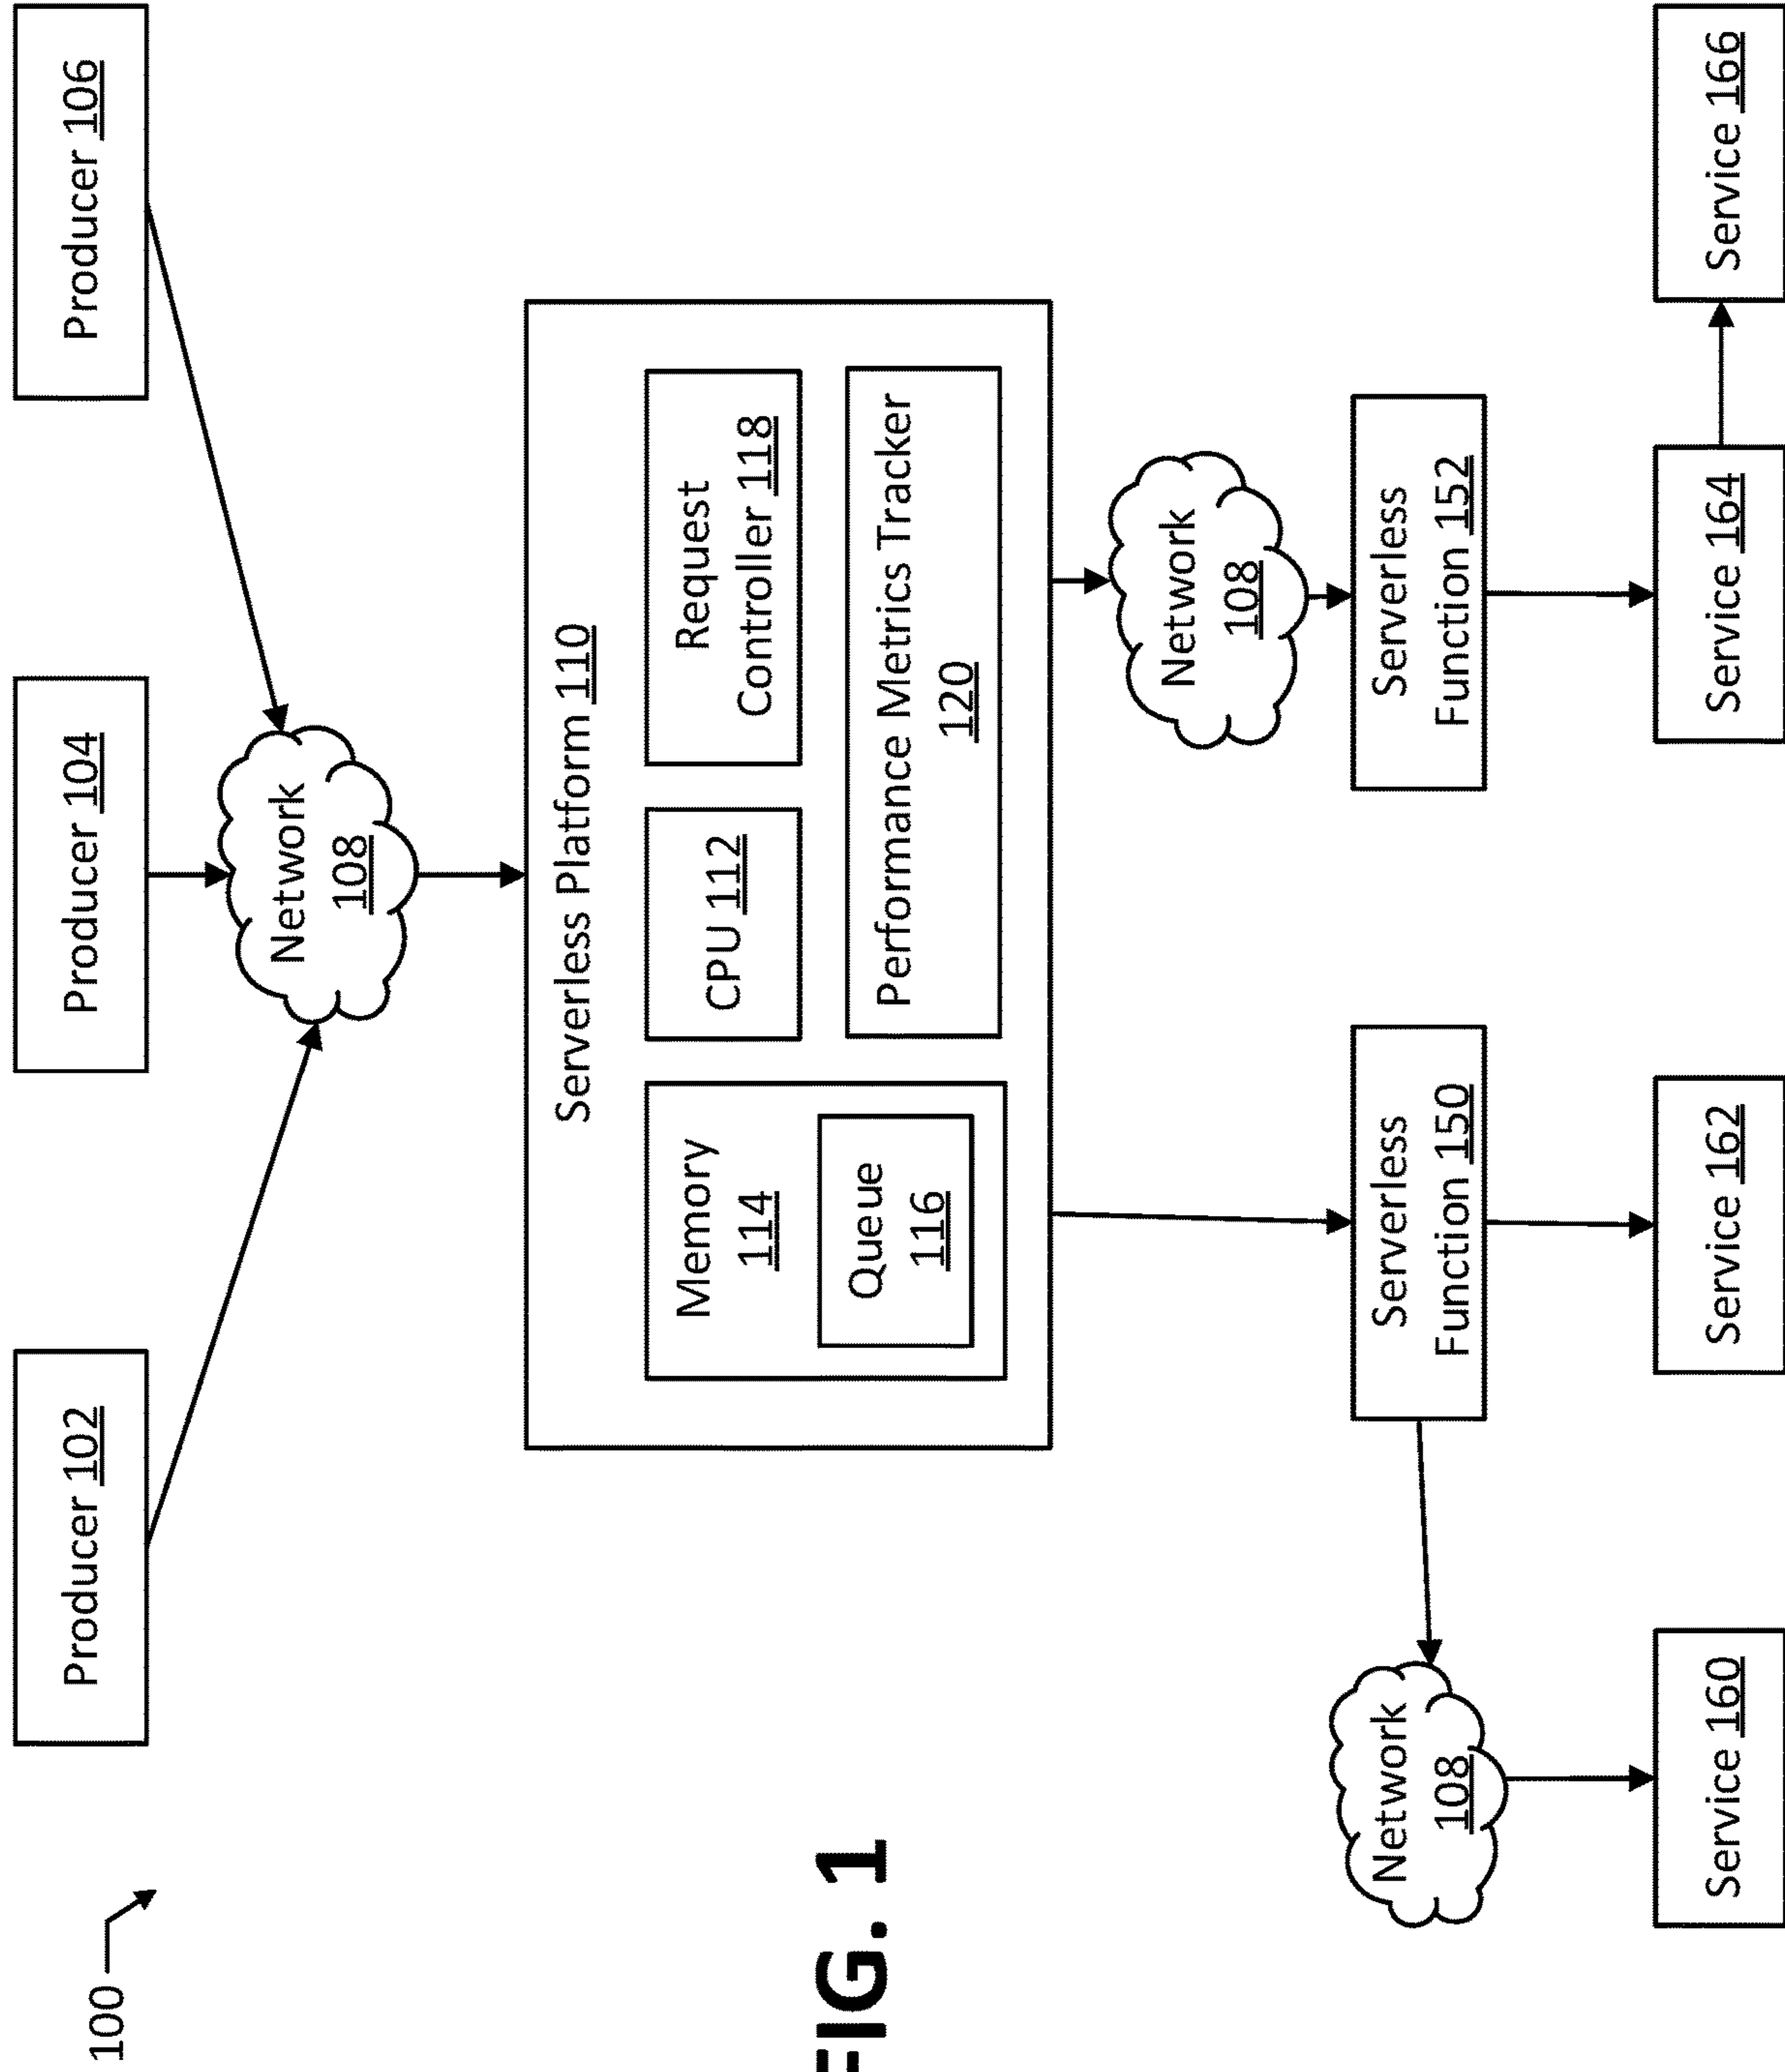 100
Producer 102
Producer 104
Producer 106
Network
108
Serverless Platform 110
Memory
114
Queue
116
CPU 112
Request
Controller 118
Performance Metrics Tracker
120
Network
108
Network
108
Serverless
Function 150
Serverless
Function 152
Service 160
Service 162
Service 164
Service 166
FIG. 1